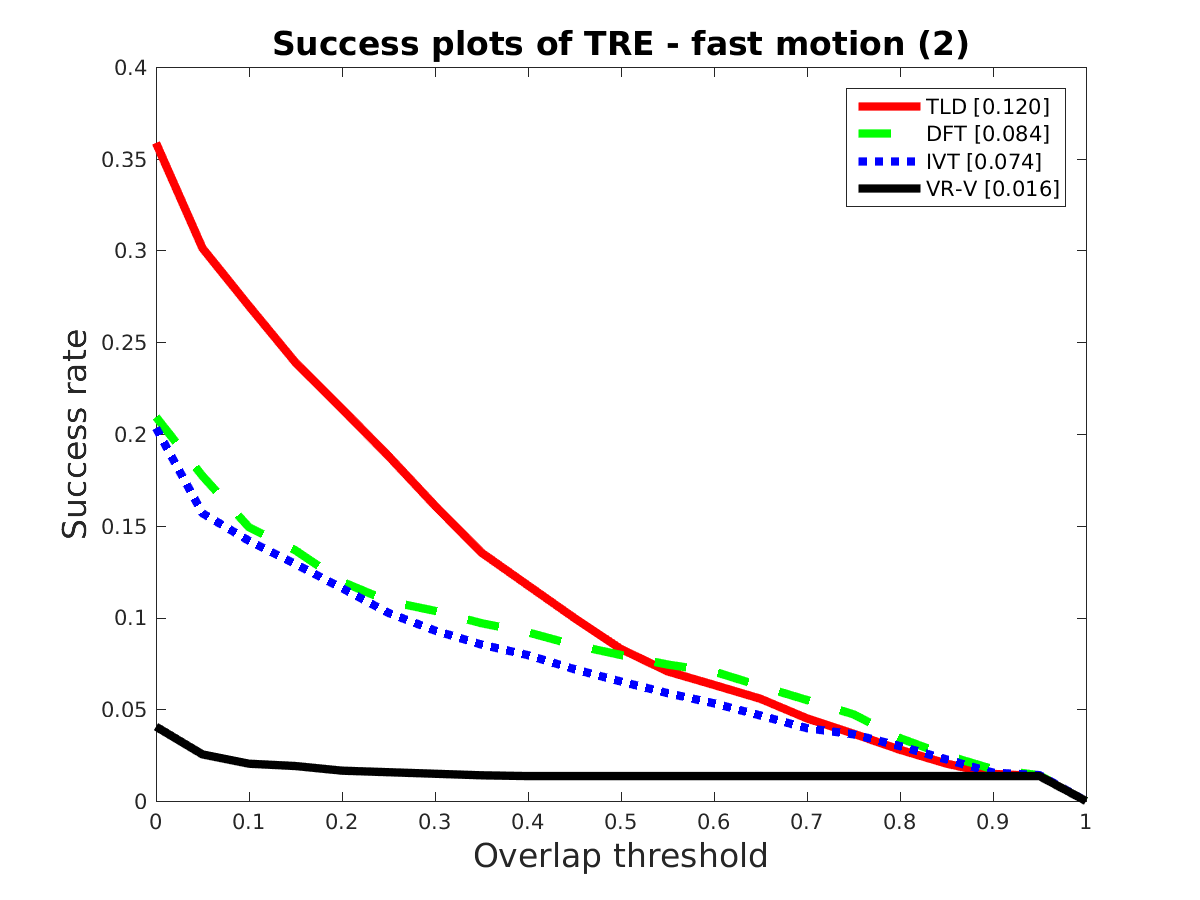 Success plots of TRE - fast motion (2)
0.4
0.35
0.3
0.25
0.2
0.15
0.1
0.05
0
Success rate
TLD [0.120]
DFT [0.084]
IVT [0.074]
VR-V [0.016]
0 0.1 0.2 0.3 0.4 0.5 0.6 0.7 0.8 0.9 1
Overlap threshold